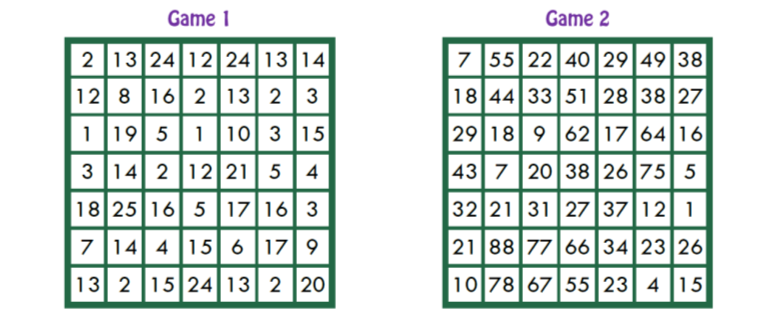 Game 1
2 13 24 12 24 13 14
12 8 16 2 13 2 3
1 19 5 1 10 3 15
3 14 2 12 21 5 4
18 25 16 5 17 16 3
7 14 4 15 6 17 9
13 2 15 24 13 2 20
Game 2
7 55 22 40 29 49 38
18 44 33 51 28 38 27
29 18 9 62 17 64 16
43 7 20 38 26 75 5
32 21 31 27 37 12 1
21 88 77 66 34 23 26
10 78 67 55 23 4 15